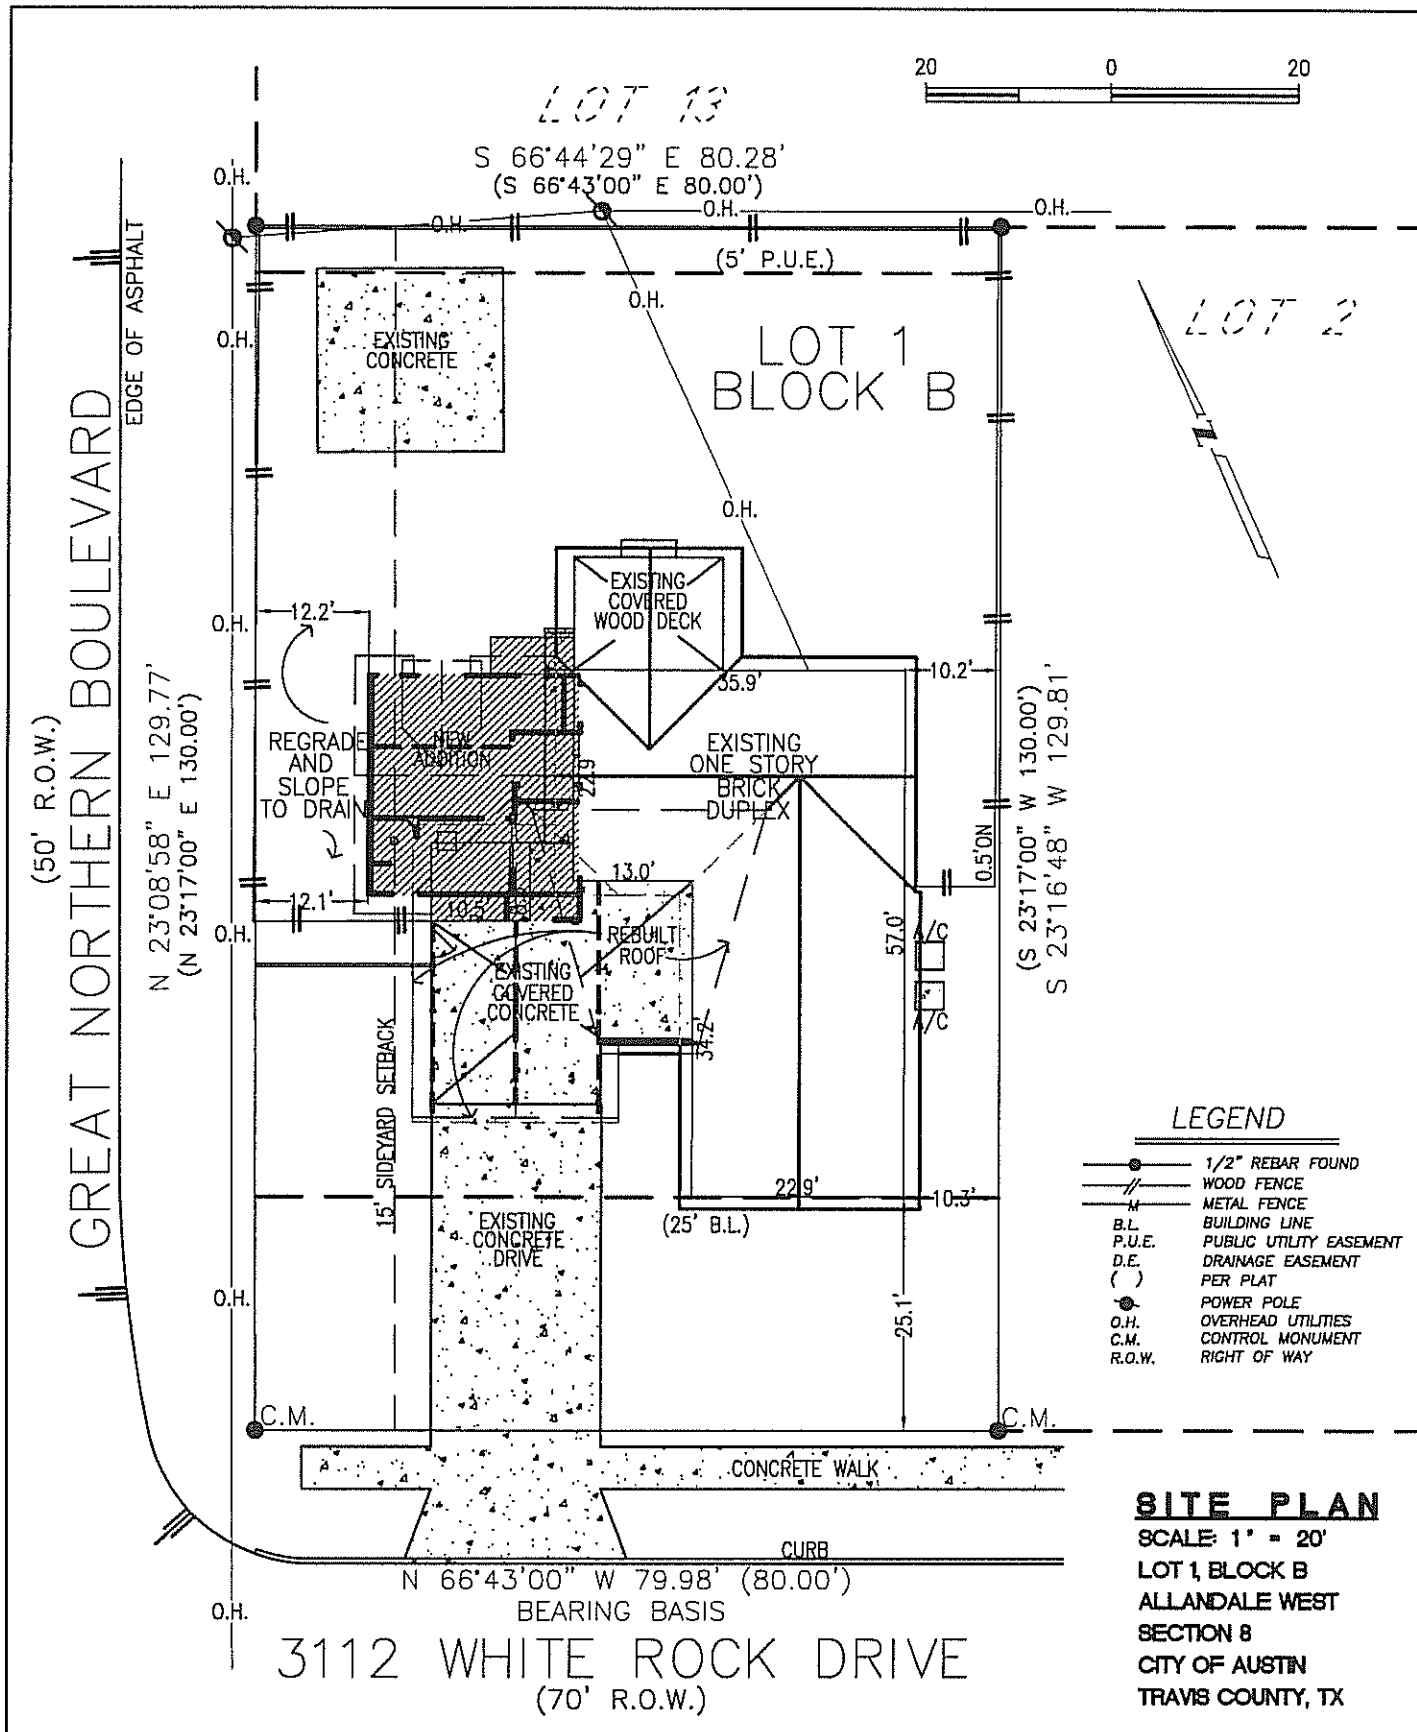 20 0 20
LOT 13
S 66°44'29" E 80.28'
(S 66°43'00" E 80.00')
O.H.
O.H.
O.H.
O.H.
(5' P.U.E.)
EDGE OF ASPHALT
O.H.
O.H.
LOT 2
EXISTING
CONCRETE
LOT 1
BLOCK B
O.H.
GREAT NORTHERN BOULEVARD
(50' R.O.W.)
N 23°08'58" E 129.77'
(N 23°17'00" E 130.00')
EXISTING
COVERED
WOOD DECK
12.2'
O.H.
35.9'
10.2'
REGRADE
AND
SLOPE
TO DRAIN
NEW
ADDITION
22.9
EXISTING
ONE STORY
BRICK
DUPLEX
(S 23°17'00" W 130.00')
S 23°16'48" W 129.81'
0.5'ON
13.0'
12.1'
10.5'
O.H.
REBUILT
ROOF
57.0'
A/C
A/C
EXISTING
COVERED
CONCRETE
34.2'
15' SIDEYARD SETBACK
22.9'
10.3'
(25' B.L.)
EXISTING
CONCRETE
DRIVE
25.1'
O.H.
LEGEND
1/2" REBAR FOUND
// WOOD FENCE
M METAL FENCE
B.L. BUILDING LINE
P.U.E. PUBLIC UTILITY EASEMENT
D.E. DRAINAGE EASEMENT
( ) PER PLAT
POWER POLE
O.H. OVERHEAD UTILITIES
C.M. CONTROL MONUMENT
R.O.W. RIGHT OF WAY
C.M.
C.M.
CONCRETE WALK
CURB
N 66°43'00" W 79.98' (80.00')
BEARING BASIS
O.H.
3112 WHITE ROCK DRIVE
(70' R.O.W.)
SITE PLAN
SCALE: 1' = 20'
LOT 1, BLOCK B
ALLANDALE WEST
SECTION 8
CITY OF AUSTIN
TRAVIS COUNTY, TX